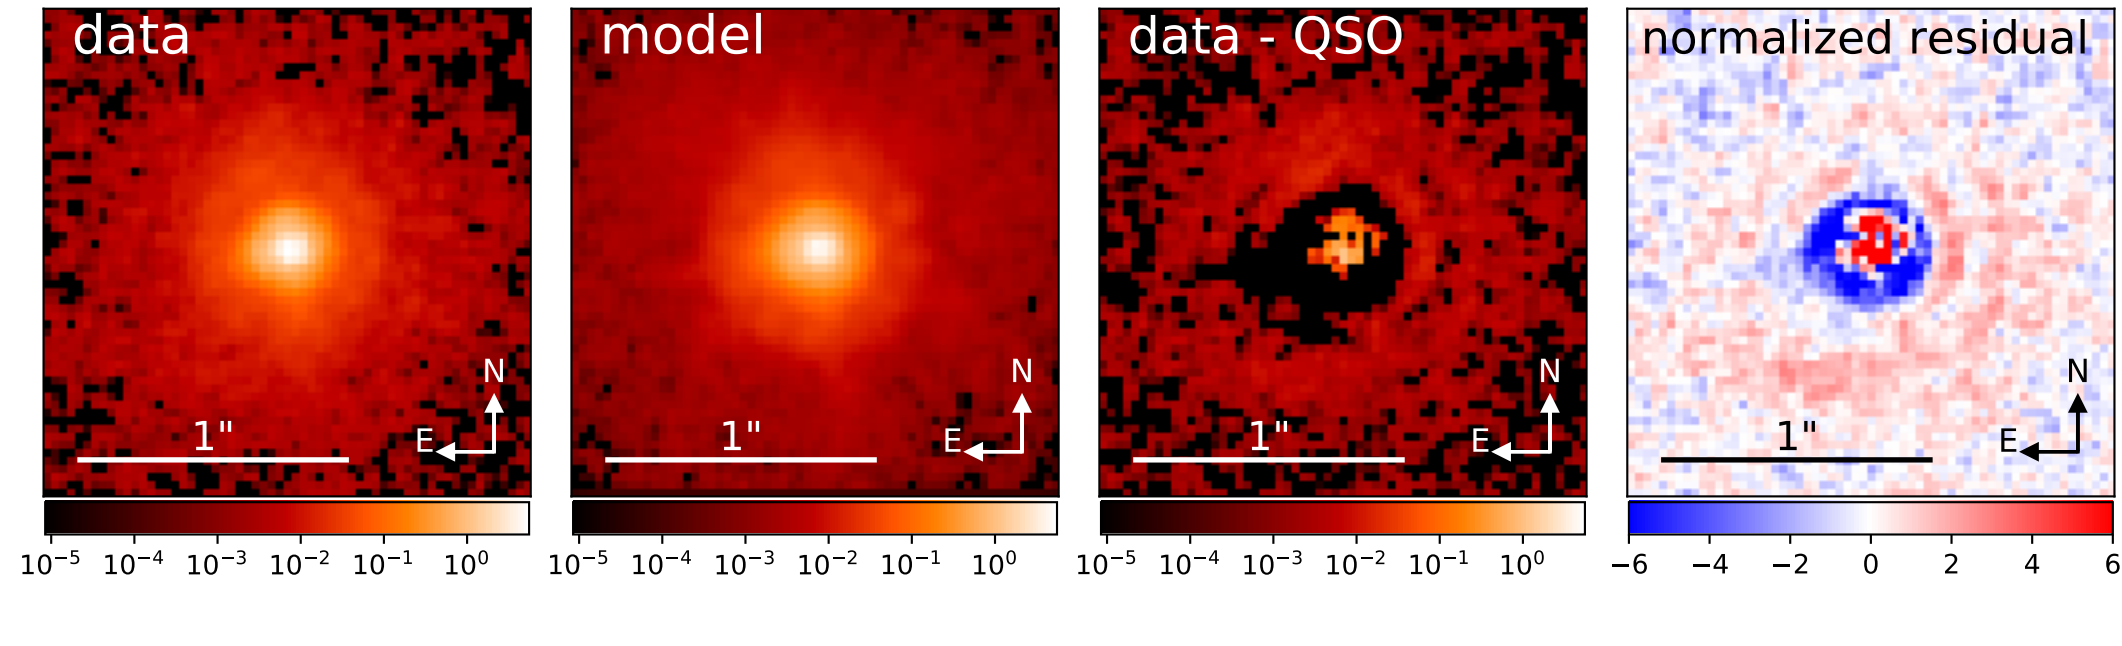 data
model
data - QSO
normalized residual
N
N
N
N
E
E
E
E
1"
1"
1"
1"
10⁻⁵ 10⁻⁴ 10⁻³ 10⁻² 10⁻¹ 10⁰
10⁻⁵ 10⁻⁴ 10⁻³ 10⁻² 10⁻¹ 10⁰
10⁻⁵ 10⁻⁴ 10⁻³ 10⁻² 10⁻¹ 10⁰
−6 −4 −2 0 2 4 6